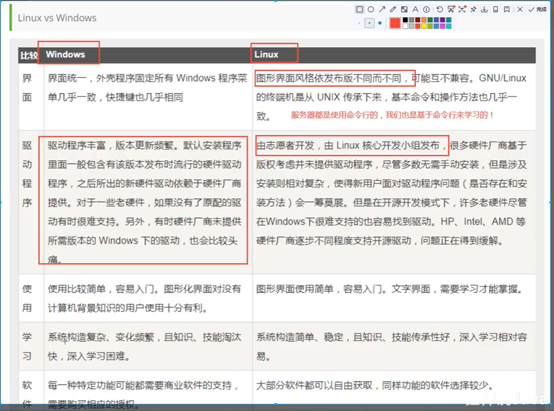 Linux vs Windows
完成
比较
Windows
Linux
界
面
界面统一，外壳程序固定所有 Windows 程序菜
单几乎一致，快捷键也几乎相同
图形界面风格依发布版不同而不同，可能互不兼容。GNU/Linux
的终端机是从 UNIX 传承下来，基本命令和操作方法也几乎一
致。
服务器都是使用命令行的，我们也是基于命令行来学习的！
驱
动
程
序
驱动程序丰富，版本更新频繁。默认安装程序
里面一般包含有该版本发布时流行的硬件驱动
程序，之后所出的新硬件驱动依赖于硬件厂商
提供。对于一些老硬件，如果没有了原配的驱
动有时很难支持。另外，有时硬件厂商未提供
所需版本的 Windows 下的驱动，也会比较头
痛。
由志愿者开发，由 Linux 核心开发小组发布，很多硬件厂商基于
版权考虑并未提供驱动程序，尽管多数无需手动安装，但是涉及
安装则相对复杂，使得新用户面对驱动程序问题（是否存在和安
装方法）会一筹莫展。但是在开源开发模式下，许多老硬件尽管
在Windows下很难支持的也容易找到驱动。HP、Intel、AMD 等
硬件厂商逐步不同程度支持开源驱动，问题正在得到缓解。
使
用
使用比较简单，容易入门。图形化界面对没有
计算机背景知识的用户使用十分有利。
图形界面使用简单，容易入门。文字界面，需要学习才能掌握。
学
习
系统构造复杂、变化频繁，且知识、技能淘汰
快，深入学习困难。
系统构造简单、稳定，且知识、技能传承性好，深入学习相对容
易。
软
件
每一种特定功能可能都需要商业软件的支持，
需要购买相应的授权。
大部分软件都可以自由获取，同样功能的软件选择较少。